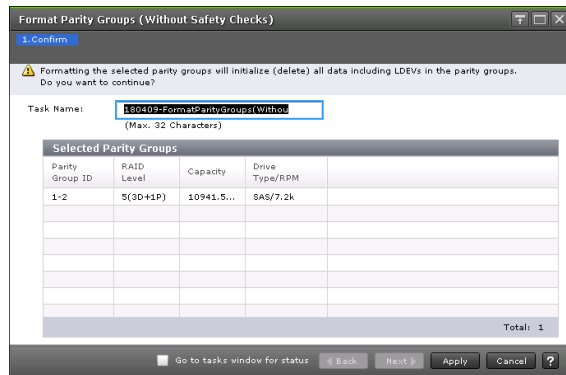 Format Parity Groups (Without Safety Checks)
1.Confirm
Formatting the selected parity groups will initialize (delete) all data including LDEVs in the parity groups.
Do you want to continue?
Task Name:
180409-FormatParityGroups(Withou
(Max. 32 Characters)
Selected Parity Groups
Parity Group ID RAID Level Capacity Drive Type/RPM
1-2 5(3D+1P) 10941.5... SAS/7.2k
Total: 1
Go to tasks window for status Back Next Apply Cancel ?